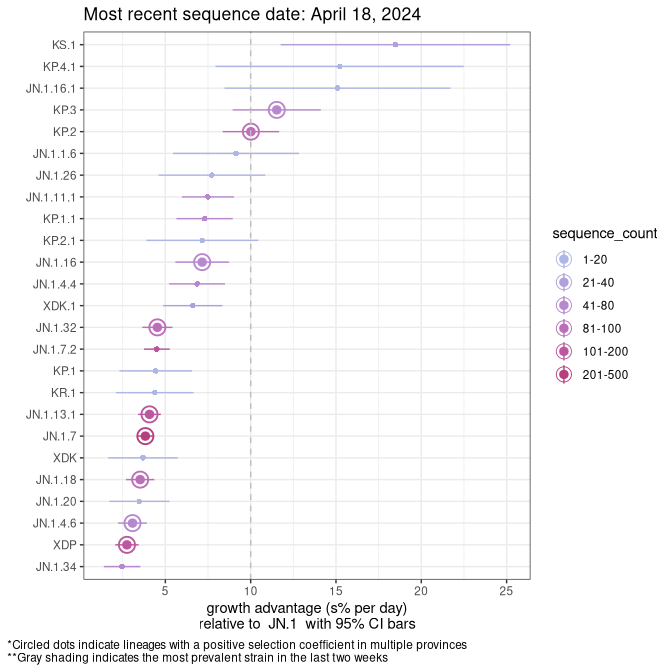 Most recent sequence date: April 18, 2024
KS.1
KP.4.1
JN.1.16.1
KP.3
KP.2
JN.1.1.6
JN.1.26
JN.1.11.1
KP.1.1
KP.2.1
JN.1.16
JN.1.4.4
XDK.1
JN.1.32
JN.1.7.2
KP.1
KR.1
JN.1.13.1
JN.1.7
XDK
JN.1.18
JN.1.20
JN.1.4.6
XDP
JN.1.34
5 10 15 20 25
growth advantage (s% per day)
relative to JN.1 with 95% CI bars
sequence_count
1-20
21-40
41-80
81-100
101-200
201-500
*Circled dots indicate lineages with a positive selection coefficient in multiple provinces
**Gray shading indicates the most prevalent strain in the last two weeks